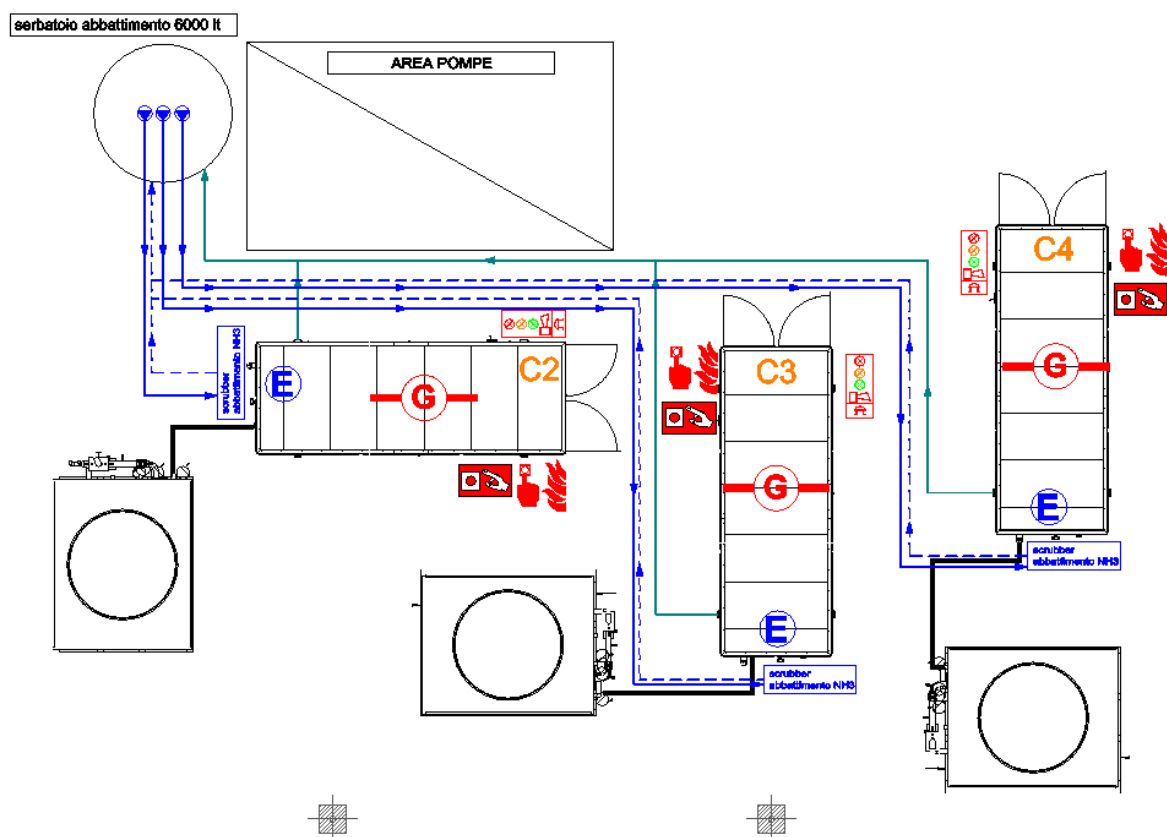 serbatoio abbattimento 6000 lt
AREA POMPE
C4
G
E
scrubber
abbattimento NH3
C2
E
G
scrubber
abbattimento NH3
C3
G
E
scrubber
abbattimento NH3